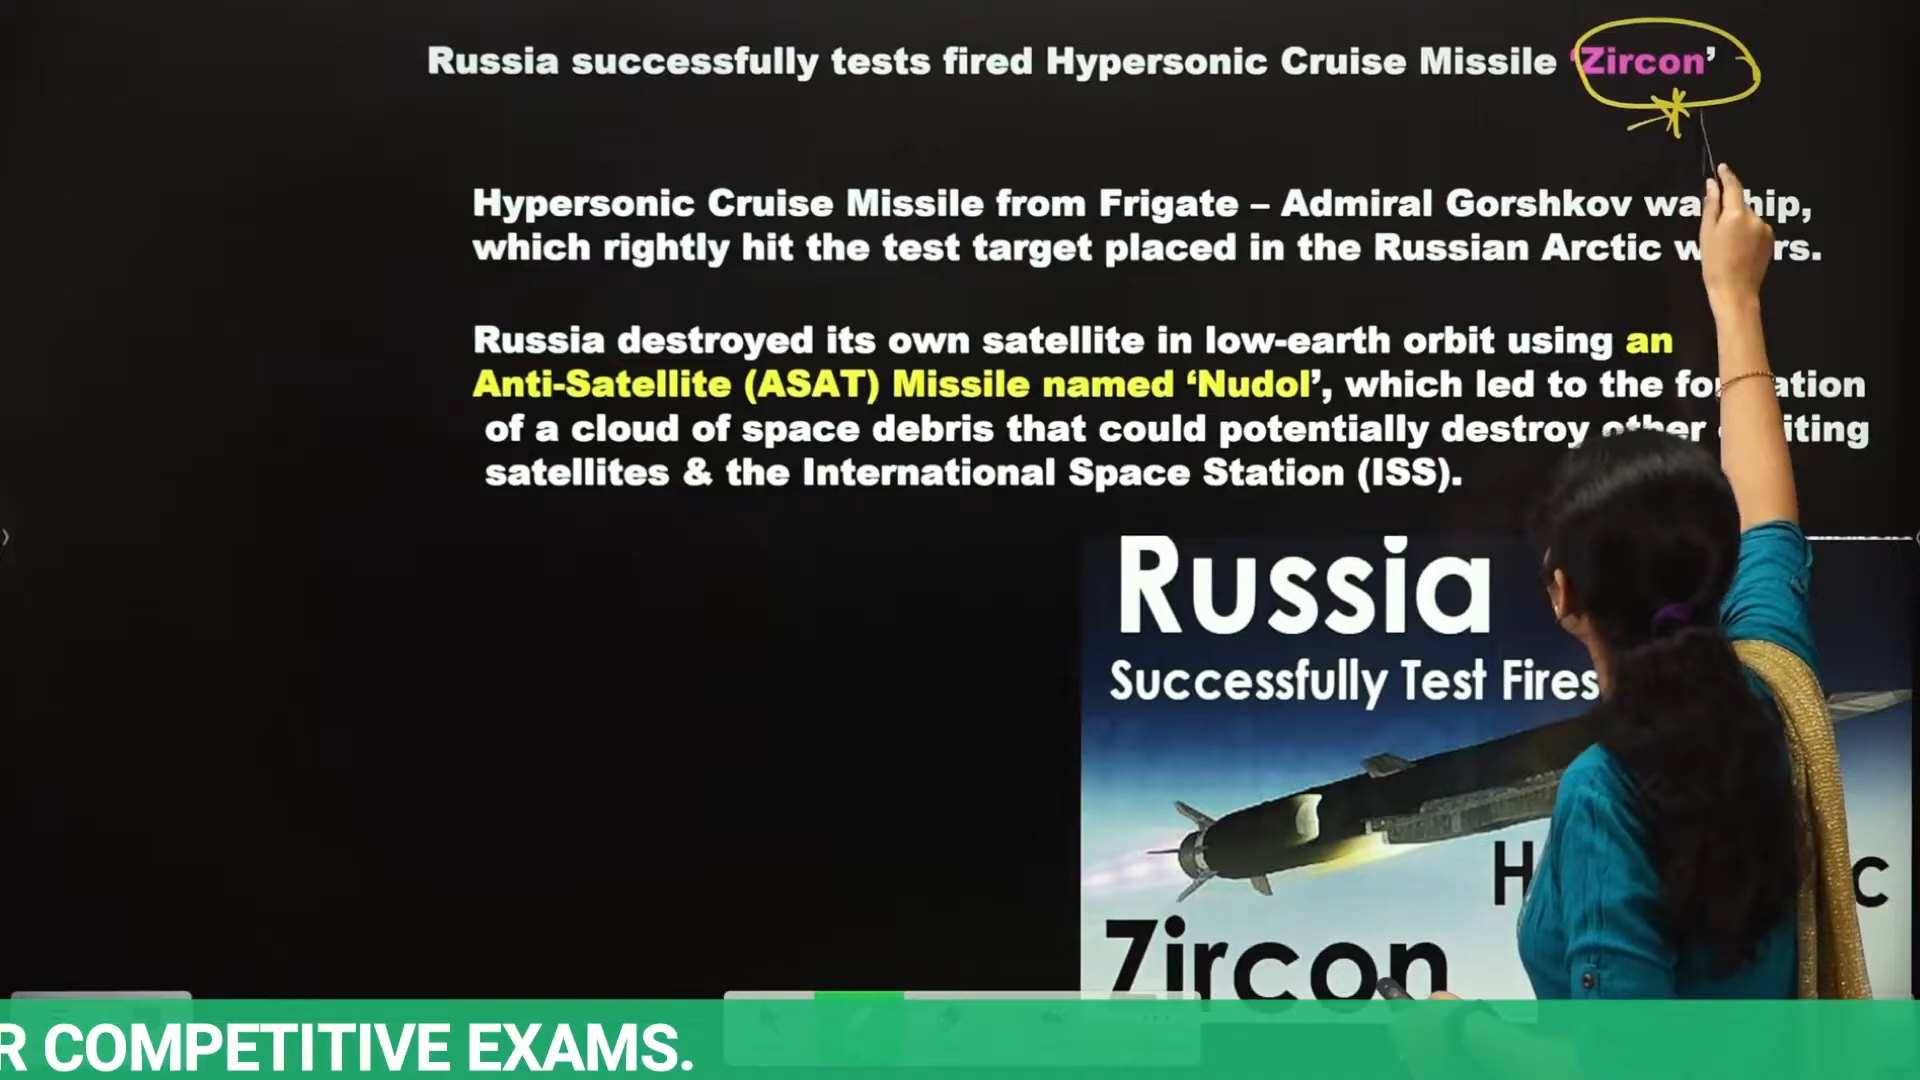 Russia successfully tests fired Hypersonic Cruise Missile ‘Zircon’
Hypersonic Cruise Missile from Frigate – Admiral Gorshkov
which rightly hit the test target placed in the Russian Arctic
Russia destroyed its own satellite in low-earth orbit using an
Anti-Satellite (ASAT) Missile named ‘Nudol’, which led to the
of a cloud of space debris that could potentially destroy other
satellites & the International Space Station (ISS).
Russia
Successfully Test Fires
Zircon
R COMPETITIVE EXAMS.